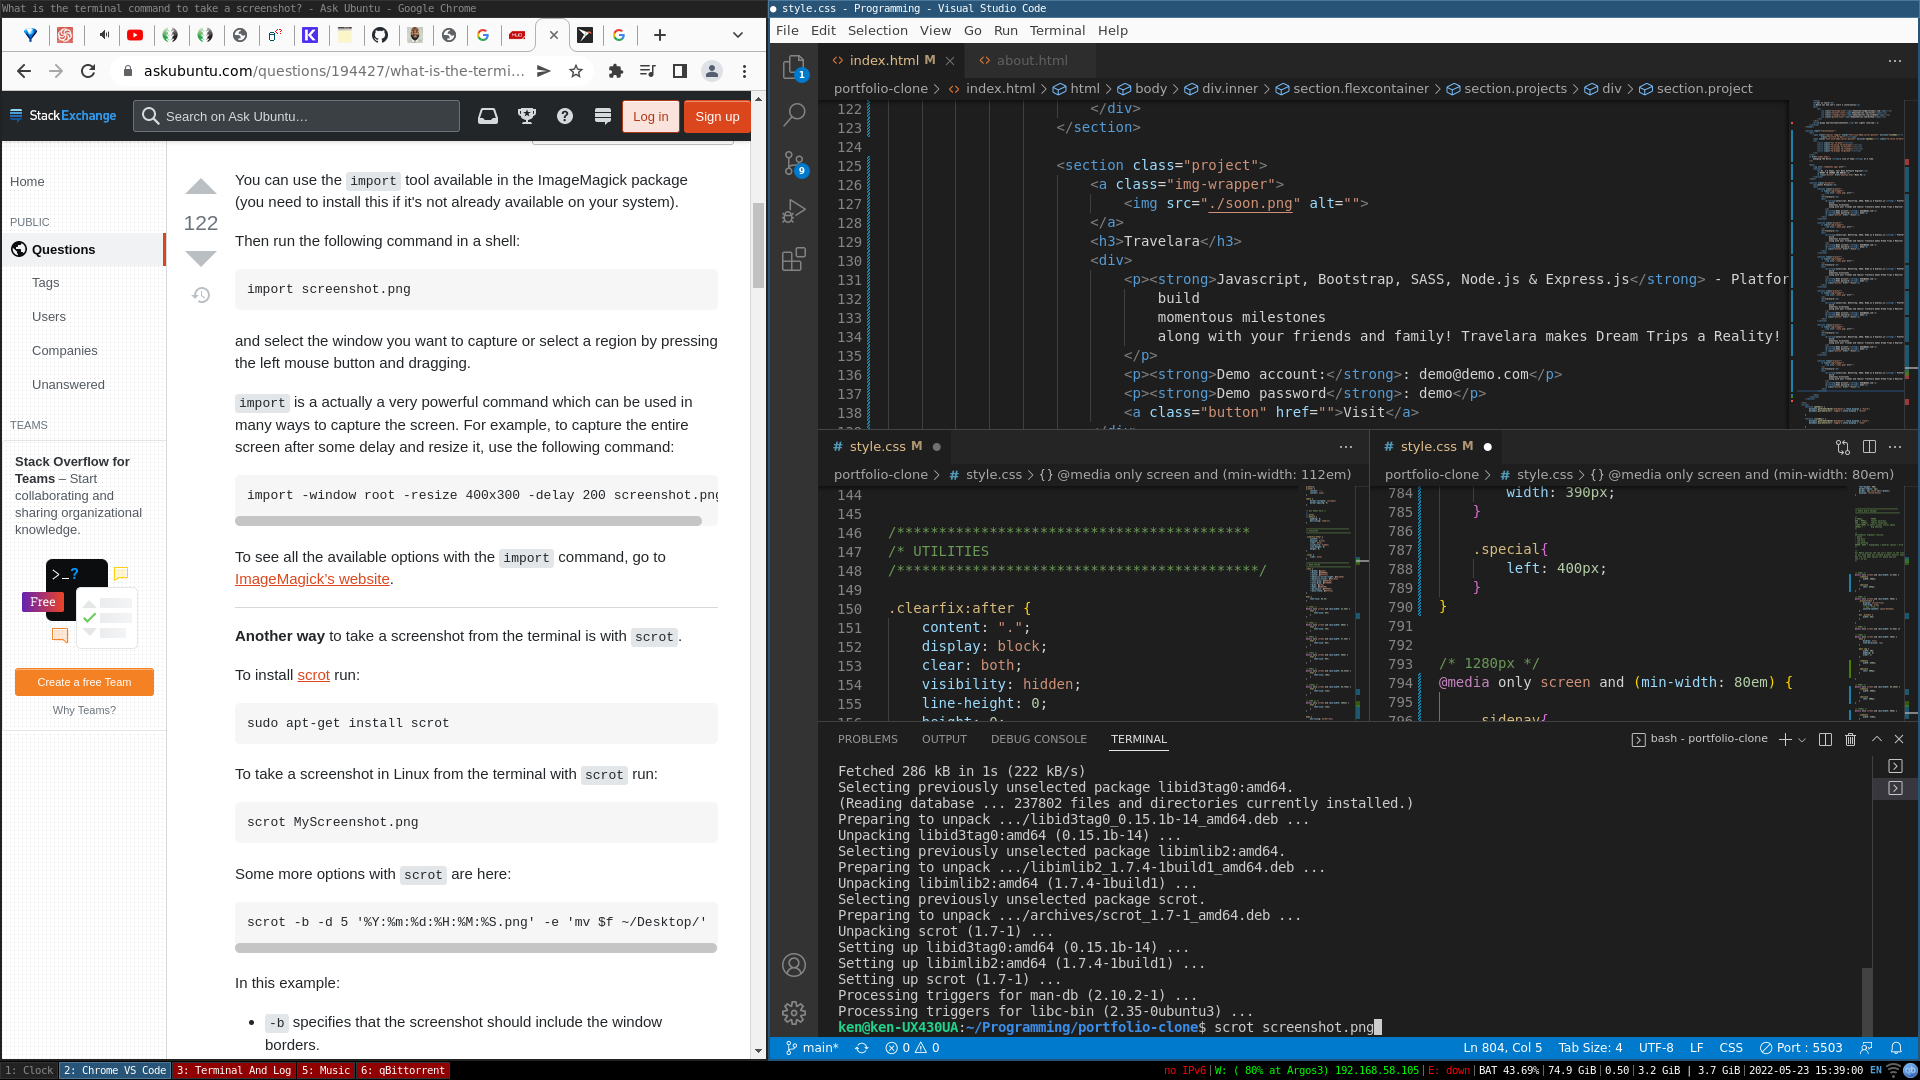 What is the terminal command to take a screenshot? - Ask Ubuntu - Google Chrome
askubuntu.com/questions/194427/what-is-the-termi...
StackExchange
Search on Ask Ubuntu...
Log in
Sign up
Home
PUBLIC
Questions
Tags
Users
Companies
Unanswered
TEAMS
Stack Overflow for
Teams – Start
collaborating and
sharing organizational
knowledge.
>_?
Free
Create a free Team
Why Teams?
122
You can use the import tool available in the ImageMagick package
(you need to install this if it's not already available on your system).
Then run the following command in a shell:
import screenshot.png
and select the window you want to capture or select a region by pressing
the left mouse button and dragging.
import is a actually a very powerful command which can be used in
many ways to capture the screen. For example, to capture the entire
screen after some delay and resize it, use the following command:
import -window root -resize 400x300 -delay 200 screenshot.png
To see all the available options with the import command, go to
ImageMagick's website.
Another way to take a screenshot from the terminal is with scrot.
To install scrot run:
sudo apt-get install scrot
To take a screenshot in Linux from the terminal with scrot run:
scrot MyScreenshot.png
Some more options with scrot are here:
scrot -b -d 5 '%Y:%m:%d:%H:%M:%S.png' -e 'mv $f ~/Desktop/'
In this example:
• -b specifies that the screenshot should include the window
borders.
● style.css - Programming - Visual Studio Code
File Edit Selection View Go Run Terminal Help
1
9
index.html M
about.html
portfolio-clone > index.html > html > body > div.inner > section.flexcontainer > section.projects > div > section.project
122 </div>
123 </section>
124
125 <section class="project">
126 <a class="img-wrapper">
127 <img src="./soon.png" alt="">
128 </a>
129 <h3>Travelara</h3>
130 <div>
131 <p><strong>Javascript, Bootstrap, SASS, Node.js & Express.js</strong> - Platfor
132 build
133 momentous milestones
134 along with your friends and family! Travelara makes Dream Trips a Reality!
135 </p>
136 <p><strong>Demo account:</strong>: demo@demo.com</p>
137 <p><strong>Demo password</strong>: demo</p>
138 <a class="button" href="">Visit</a>
# style.css M
portfolio-clone > # style.css > {} @media only screen and (min-width: 112em)
144
145
146 /******************************************
147 /* UTILITIES
148 /*******************************************/
149
150 .clearfix:after {
151 content: ".";
152 display: block;
153 clear: both;
154 visibility: hidden;
155 line-height: 0;
156 height: 0;
# style.css M ●
portfolio-clone > # style.css > {} @media only screen and (min-width: 80em)
784 width: 390px;
785 }
786
787 .special{
788 left: 400px;
789 }
790 }
791
792
793 /* 1280px */
794 @media only screen and (min-width: 80em) {
795
796 .sidenav{
PROBLEMS OUTPUT DEBUG CONSOLE TERMINAL
bash - portfolio-clone
Fetched 286 kB in 1s (222 kB/s)
Selecting previously unselected package libid3tag0:amd64.
(Reading database ... 237802 files and directories currently installed.)
Preparing to unpack .../libid3tag0_0.15.1b-14_amd64.deb ...
Unpacking libid3tag0:amd64 (0.15.1b-14) ...
Selecting previously unselected package libimlib2:amd64.
Preparing to unpack .../libimlib2_1.7.4-1build1_amd64.deb ...
Unpacking libimlib2:amd64 (1.7.4-1build1) ...
Selecting previously unselected package scrot.
Preparing to unpack .../archives/scrot_1.7-1_amd64.deb ...
Unpacking scrot (1.7-1) ...
Setting up libid3tag0:amd64 (0.15.1b-14) ...
Setting up libimlib2:amd64 (1.7.4-1build1) ...
Setting up scrot (1.7-1) ...
Processing triggers for man-db (2.10.2-1) ...
Processing triggers for libc-bin (2.35-0ubuntu3) ...
ken@ken-UX430UA:~/Programming/portfolio-clone$ scrot screenshot.png
main* 0 0 Ln 804, Col 5 Tab Size: 4 UTF-8 LF CSS Port : 5503
1: Clock 2: Chrome VS Code 3: Terminal And Log 5: Music 6: qBittorrent
no IPv6|W: ( 80% at Argos3) 192.168.58.105|E: down|BAT 43.69%|74.9 GiB|0.50|3.2 GiB | 3.7 GiB|2022-05-23 15:39:00 EN